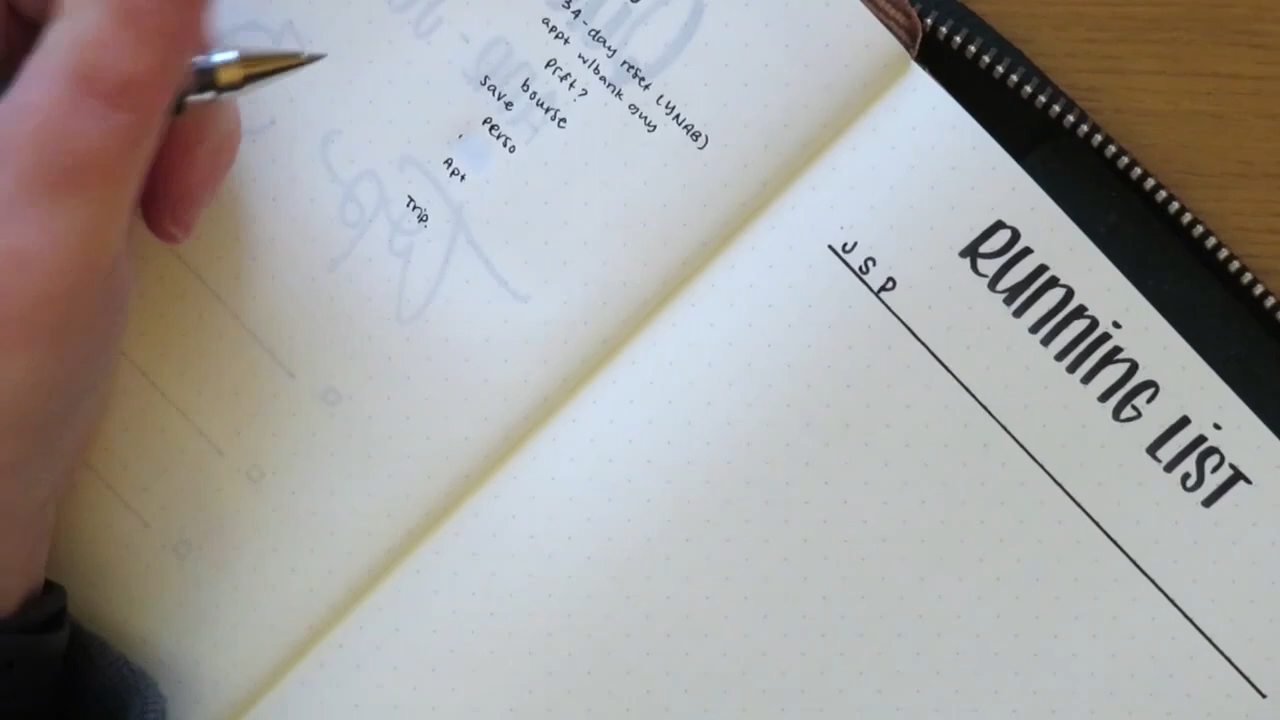 34-day reset (YNAB)
appt w/bank guy
prft?
bourse
save
perso
Apt
Trip.
RUNNING LIST
J S P